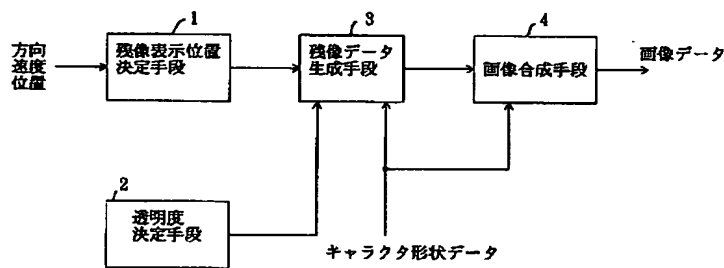 1
3
4
方向
速度
位置
残像表示位置
決定手段
残像データ
生成手段
画像合成手段
画像データ
2
透明度
決定手段
キャラクタ形状データ